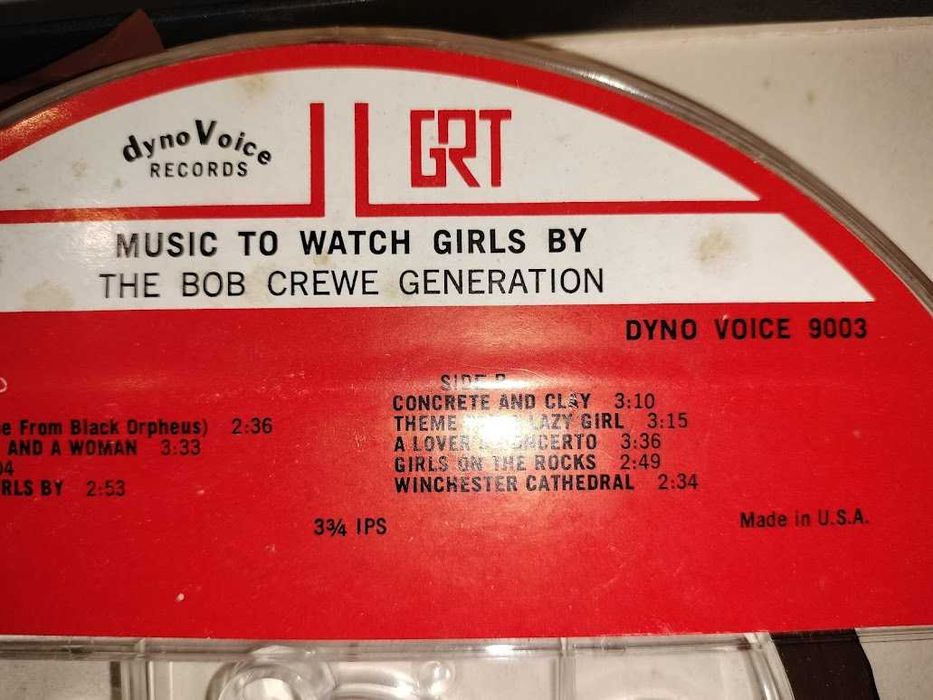 dynoVoice
RECORDS
GRT
MUSIC TO WATCH GIRLS BY
THE BOB CREWE GENERATION
DYNO VOICE 9003
e From Black Orpheus) 2:36
AND A WOMAN 3:33
04
RLS BY 2:53
SIDE B
CONCRETE AND CLAY 3:10
THEME LAZY GIRL 3:15
A LOVER'S CONCERTO 3:36
GIRLS ON THE ROCKS 2:49
WINCHESTER CATHEDRAL 2:34
3¾ IPS
Made in U.S.A.